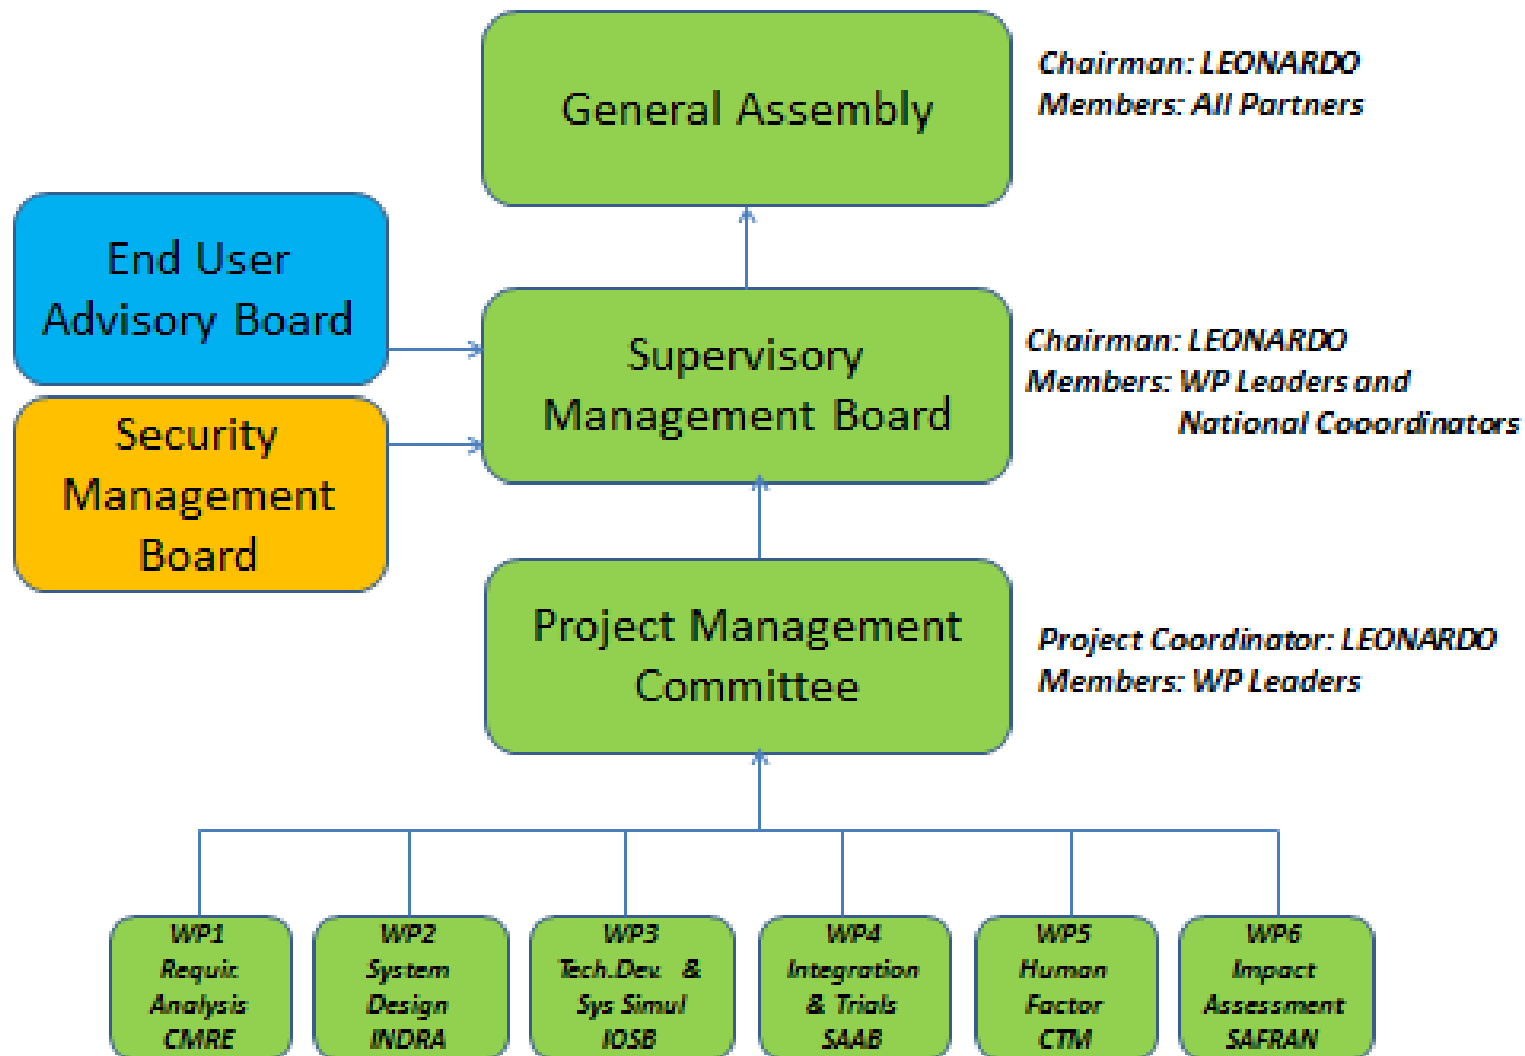 General Assembly
Chairman: LEONARDO
Members: All Partners
End User
Advisory Board
Supervisory
Management Board
Chairman: LEONARDO
Members: WP Leaders and
National Cooordinators
Security
Management
Board
Project Management
Committee
Project Coordinator: LEONARDO
Members: WP Leaders
WP1
Requir.
Analysis
CMRE
WP2
System
Design
INDRA
WP3
Tech.Dev. &
Sys Simul
IOSB
WP4
Integration
& Trials
SAAB
WP5
Human
Factor
CTM
WP6
Impact
Assessment
SAFRAN